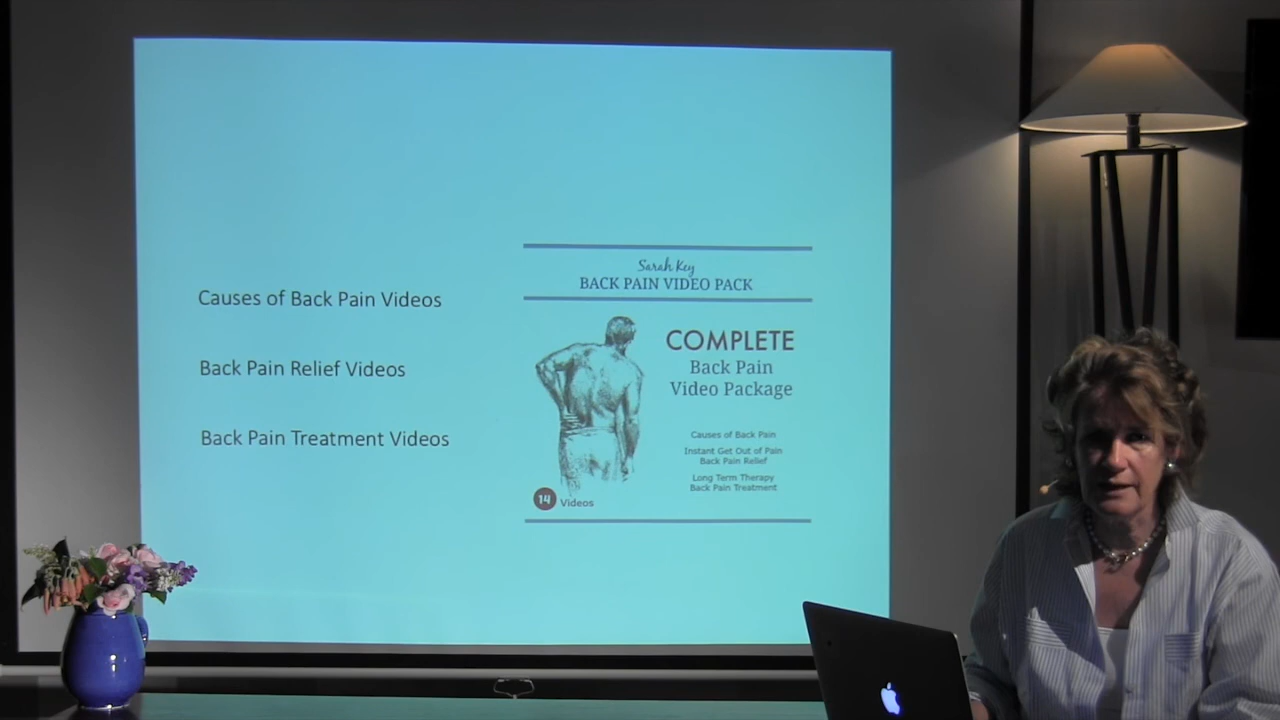 Causes of Back Pain Videos
Back Pain Relief Videos
Back Pain Treatment Videos
Sarah Key
BACK PAIN VIDEO PACK
COMPLETE
Back Pain
Video Package
Causes of Back Pain
Instant Get Out of Pain
Back Pain Relief
Long Term Therapy
Back Pain Treatment
14 Videos